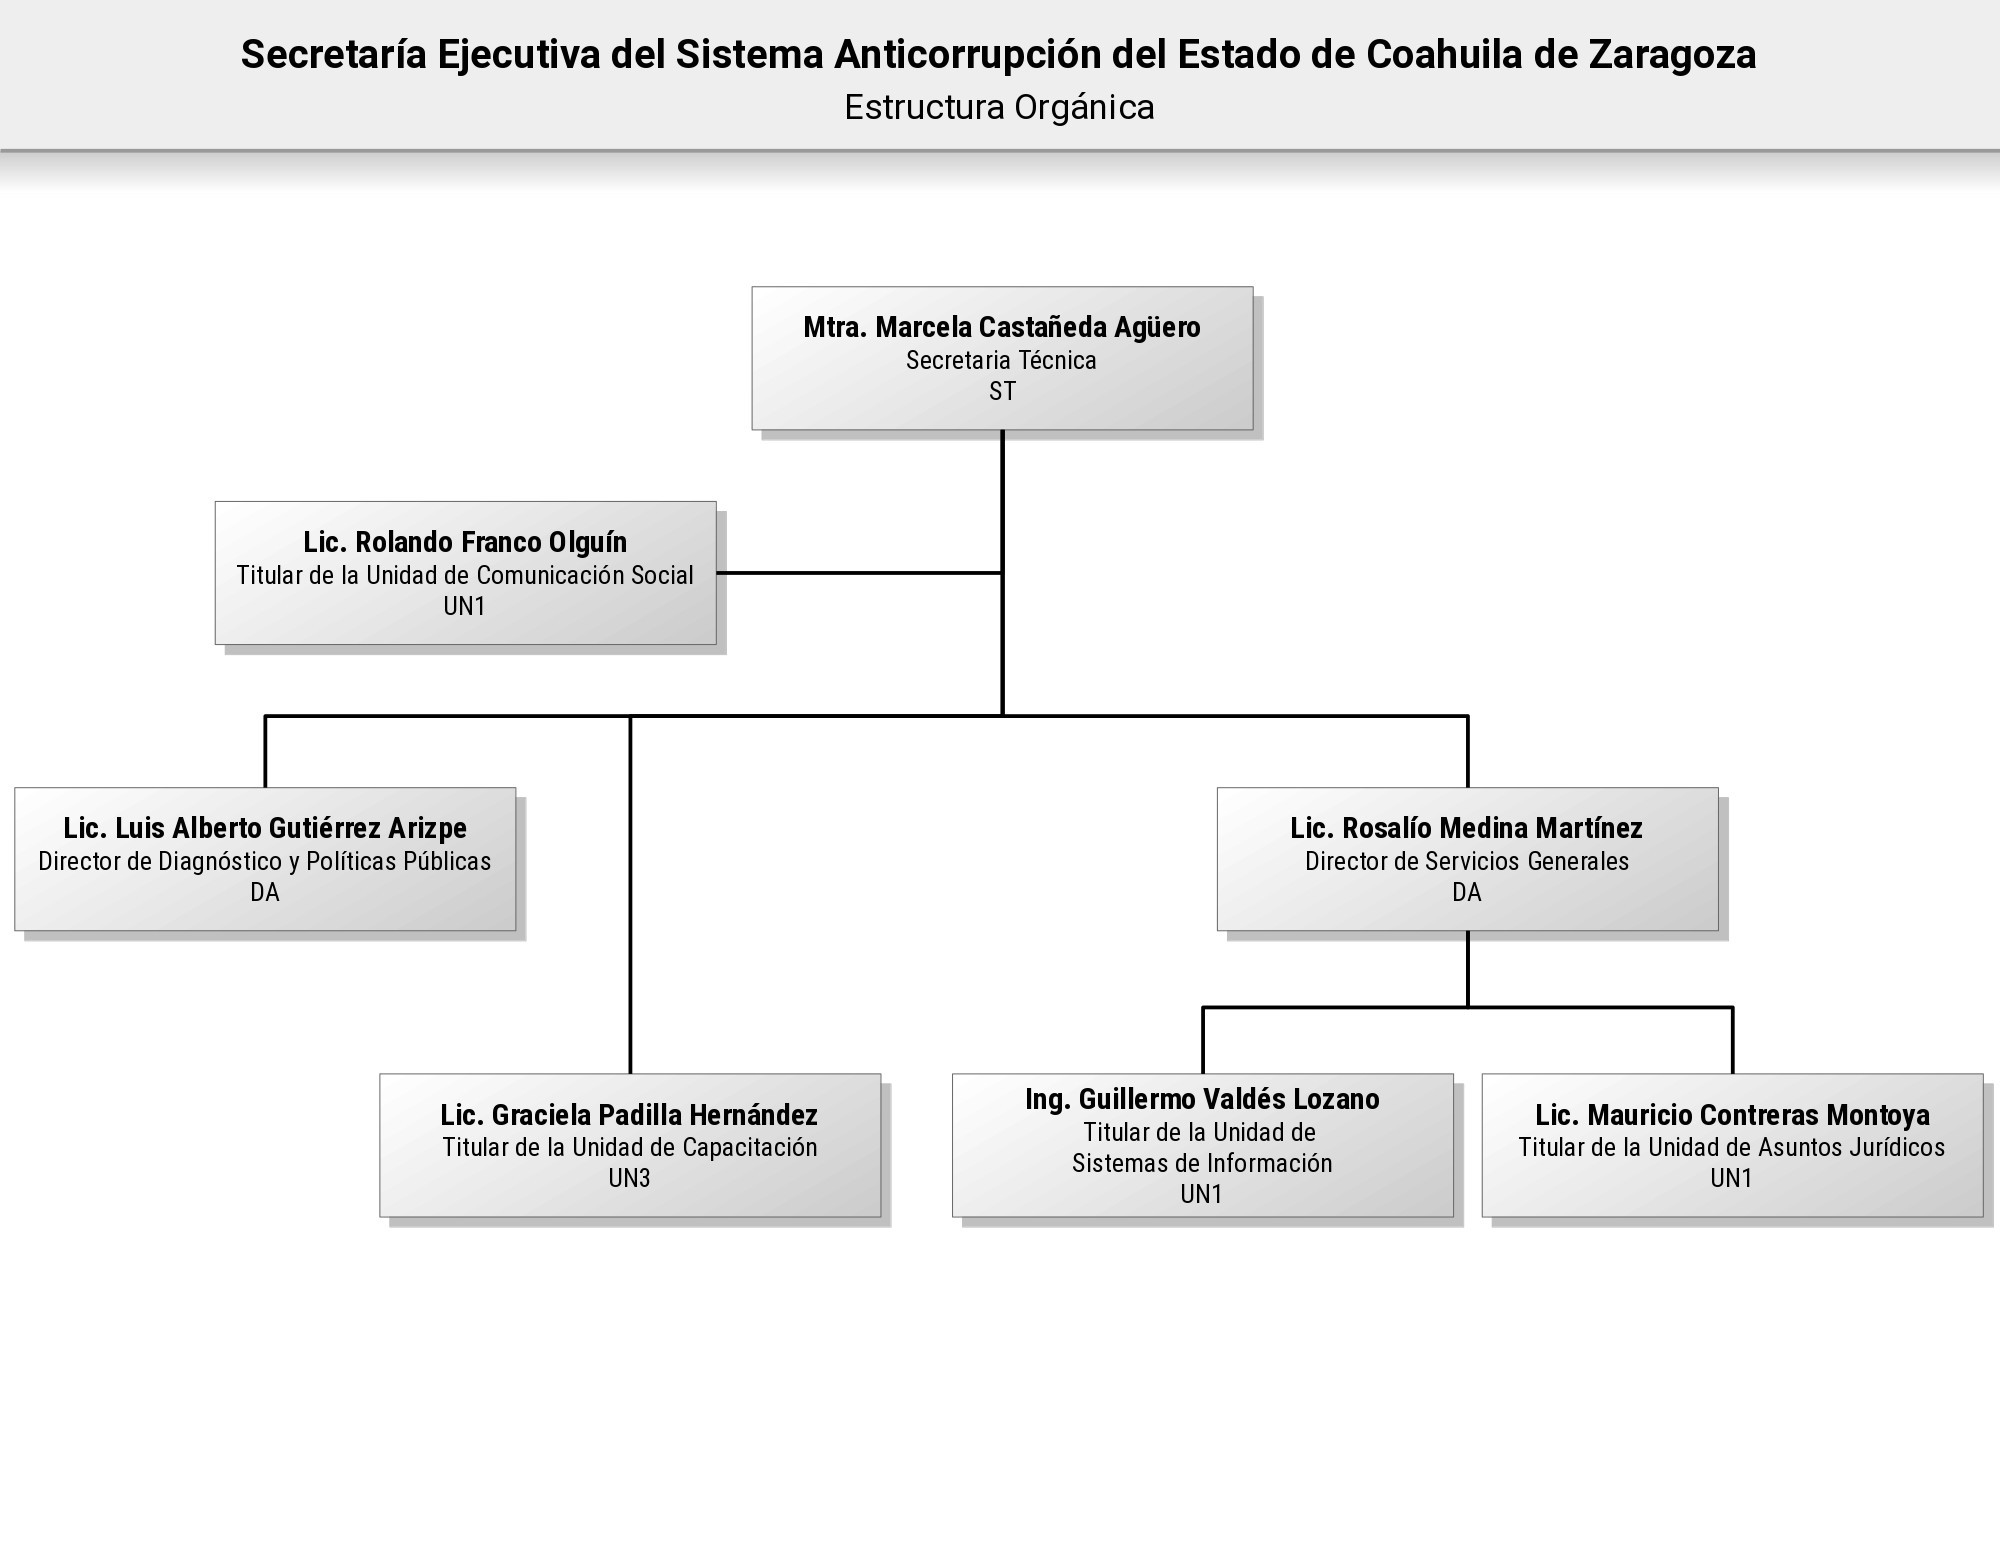 Secretaría Ejecutiva del Sistema Anticorrupción del Estado de Coahuila de Zaragoza
Estructura Orgánica
Mtra. Marcela Castañeda Agüero
Secretaria Técnica
ST
Lic. Rolando Franco Olguín
Titular de la Unidad de Comunicación Social
UN1
Lic. Luis Alberto Gutiérrez Arizpe
Director de Diagnóstico y Políticas Públicas
DA
Lic. Rosalío Medina Martínez
Director de Servicios Generales
DA
Lic. Graciela Padilla Hernández
Titular de la Unidad de Capacitación
UN3
Ing. Guillermo Valdés Lozano
Titular de la Unidad de
Sistemas de Información
UN1
Lic. Mauricio Contreras Montoya
Titular de la Unidad de Asuntos Jurídicos
UN1